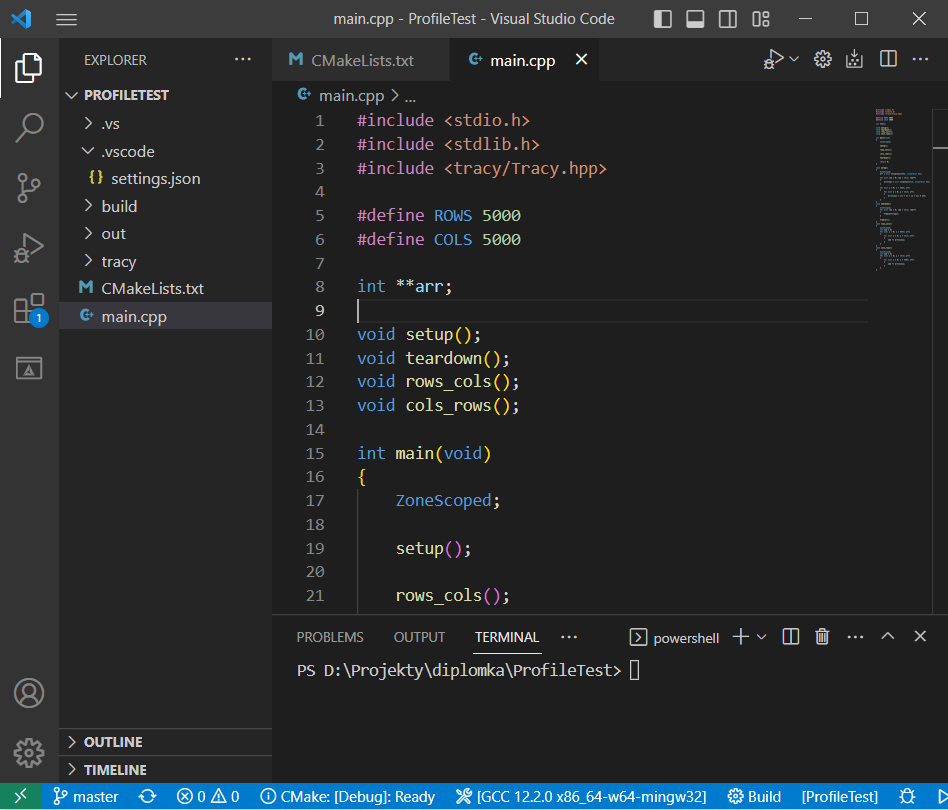 main.cpp - ProfileTest - Visual Studio Code
EXPLORER
PROFILETEST
.vs
.vscode
{} settings.json
build
out
tracy
M CMakeLists.txt
main.cpp
1
OUTLINE
TIMELINE
M CMakeLists.txt
main.cpp
main.cpp > ...
1 #include <stdio.h>
2 #include <stdlib.h>
3 #include <tracy/Tracy.hpp>
4
5 #define ROWS 5000
6 #define COLS 5000
7
8 int **arr;
9
10 void setup();
11 void teardown();
12 void rows_cols();
13 void cols_rows();
14
15 int main(void)
16 {
17 ZoneScoped;
18
19 setup();
20
21 rows_cols();
PROBLEMS OUTPUT TERMINAL ··· powershell
PS D:\Projekty\diplomka\ProfileTest>
master 0 0 CMake: [Debug]: Ready [GCC 12.2.0 x86_64-w64-mingw32] Build [ProfileTest]